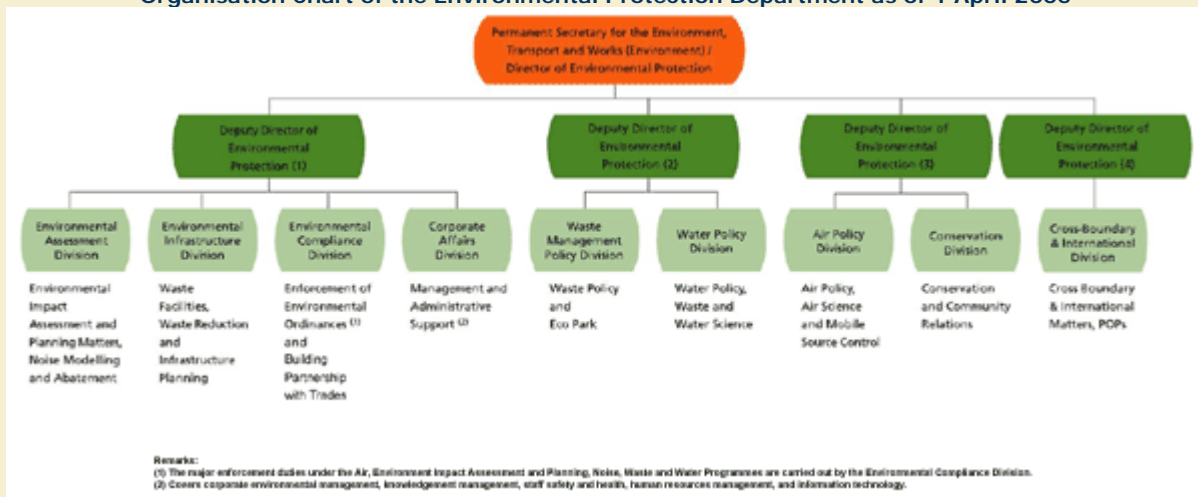 Organisation Chart of the Environmental Protection Department as of 1 April 2006
Permanent Secretary for the Environment,
Transport and Works (Environment) /
Director of Environmental Protection
Deputy Director of
Environmental
Protection (1)
Deputy Director of
Environmental
Protection (2)
Deputy Director of
Environmental
Protection (3)
Deputy Director of
Environmental
Protection (4)
Environmental
Assessment
Division
Environmental
Infrastructure
Division
Environmental
Compliance
Division
Corporate
Affairs
Division
Waste
Management
Policy Division
Water Policy
Division
Air Policy
Division
Conservation
Division
Cross-Boundary
& International
Division
Environmental
Impact
Assessment and
Planning Matters,
Noise Modelling
and Abatement
Waste
Facilities,
Waste Reduction
and
Infrastructure
Planning
Enforcement of
Environmental
Ordinances (1)
and
Building
Partnership
with Trades
Management and
Administrative
Support (2)
Waste Policy
and
Eco Park
Water Policy,
Waste and
Water Science
Air Policy,
Air Science
and Mobile
Source Control
Conservation
and Community
Relations
Cross Boundary
& International
Matters, POPs
Remarks:
(1) The major enforcement duties under the Air, Environment Impact Assessment and Planning, Noise, Waste and Water Programmes are carried out by the Environmental Compliance Division.
(2) Covers corporate environmental management, knowledgement management, staff safety and health, human resources management, and information technology.